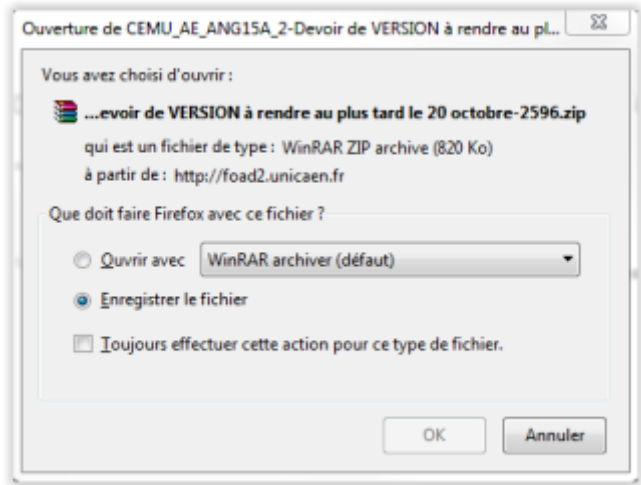 Ouverture de CEMU_AE_ANG15A_2-Devoir de VERSION à rendre au pl...
Vous avez choisi d'ouvrir :
...evoir de VERSION à rendre au plus tard le 20 octobre-2596.zip
qui est un fichier de type : WinRAR ZIP archive (820 Ko)
à partir de : http://foad2.unicaen.fr
Que doit faire Firefox avec ce fichier ?
Ouvrir avec WinRAR archiver (défaut)
Enregistrer le fichier
Toujours effectuer cette action pour ce type de fichier.
OK Annuler